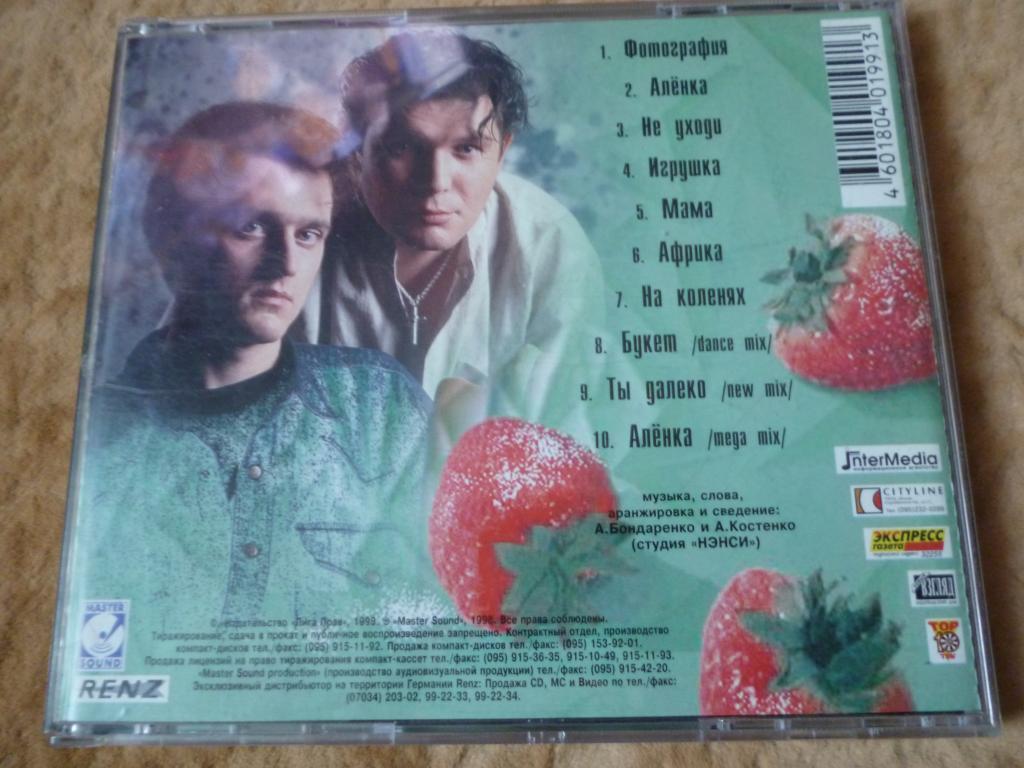 1. Фотография
2. Алёнка
3. Не уходи
4. Игрушка
5. Мама
6. Африка
7. На коленях
8. Букет /dance mix/
9. Ты далеко /new mix/
10. Алёнка /mega mix/
4 601804 019913
музыка, слова,
аранжировка и сведение:
А.Бондаренко и А.Костенко
(студия «НЭНСИ»)
InterMedia
CITYLINE
ЭКСПРЕСС
газета
ВЗГЛЯД
TOP
MASTER
SOUND
RENZ
издательство «Лига Прав», «Master Sound», Все права соблюдены.
Тиражирование, сдача в прокат и публичное воспроизведение запрещено. Контрактный отдел, производство
компакт-дисков тел./факс: (095) 915-11-92. Продажа компакт-дисков тел./факс: (095) 153-92-01.
Продажа лицензий на право тиражирования компакт-кассет тел./факс: (095) 915-36-35, 915-10-49, 915-11-93.
«Master Sound production» (производство аудиовизуальной продукции) тел./факс: (095) 915-42-20.
Эксклюзивный дистрибьютор на территории Германии Renz: Продажа CD, МС и Видео по тел./факс:
(07034) 203-02, 99-22-33, 99-22-34.